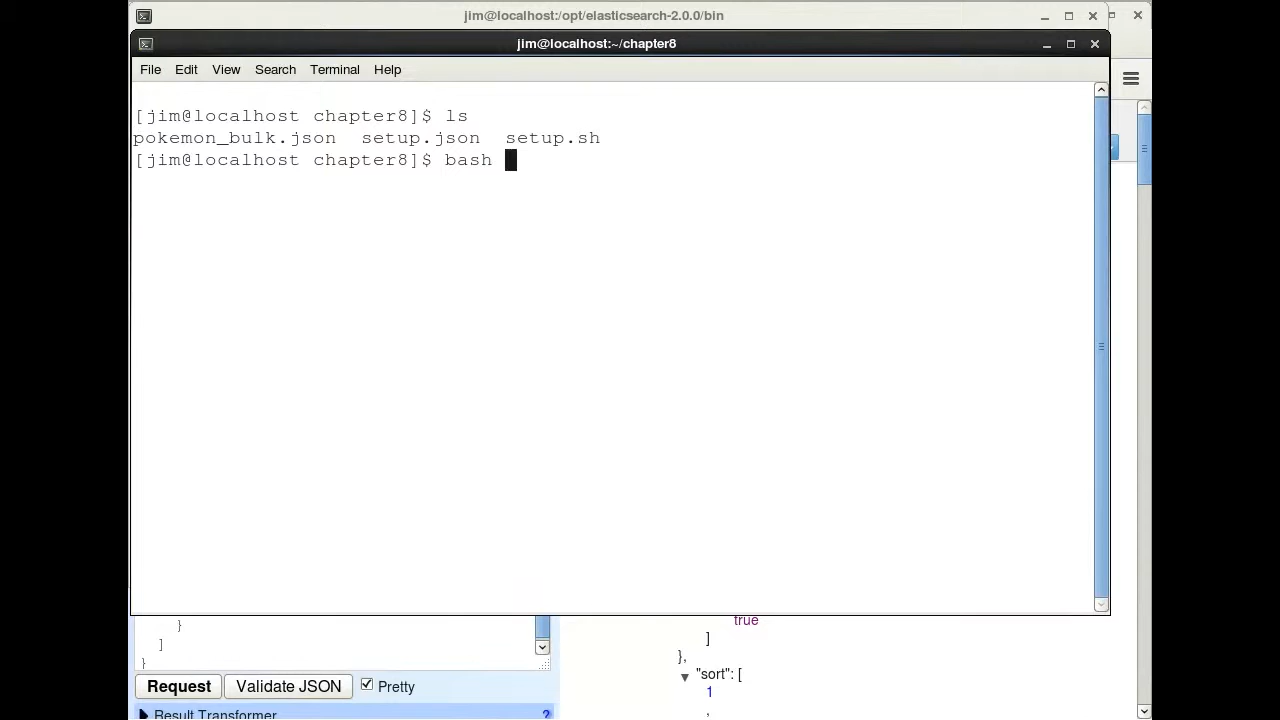 jim@localhost:/opt/elasticsearch-2.0.0/bin
jim@localhost:~/chapter8
File Edit View Search Terminal Help
[jim@localhost chapter8]$ ls
pokemon_bulk.json setup.json setup.sh
[jim@localhost chapter8]$ bash
}
]
}
Request Validate JSON Pretty
Result Transformer ?
true
]
},
"sort": [
1
,